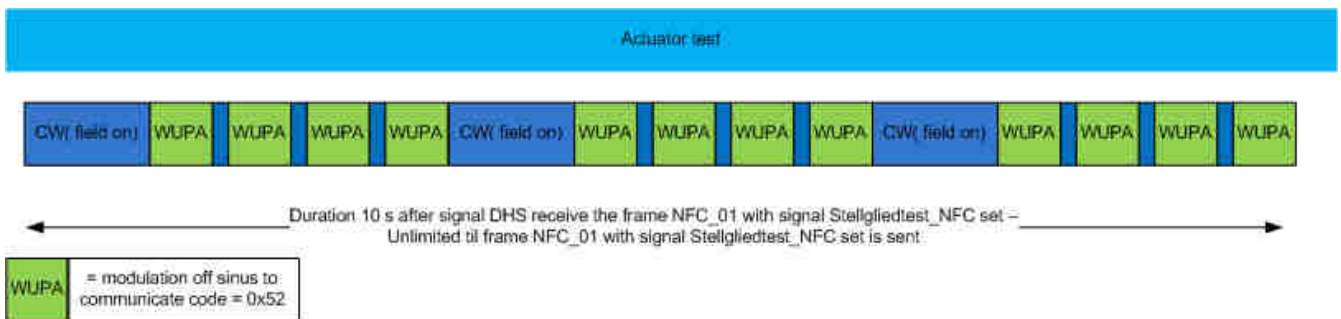 Actuator test
CW( field on) WUPA WUPA WUPA WUPA CW( field on) WUPA WUPA WUPA WUPA CW( field on) WUPA WUPA WUPA WUPA
Duration 10 s after signal DHS receive the frame NFC_01 with signal Stellgliedtest_NFC set –
Unlimited til frame NFC_01 with signal Stellgliedtest_NFC set is sent
WUPA
= modulation off sinus to
communicate code = 0x52